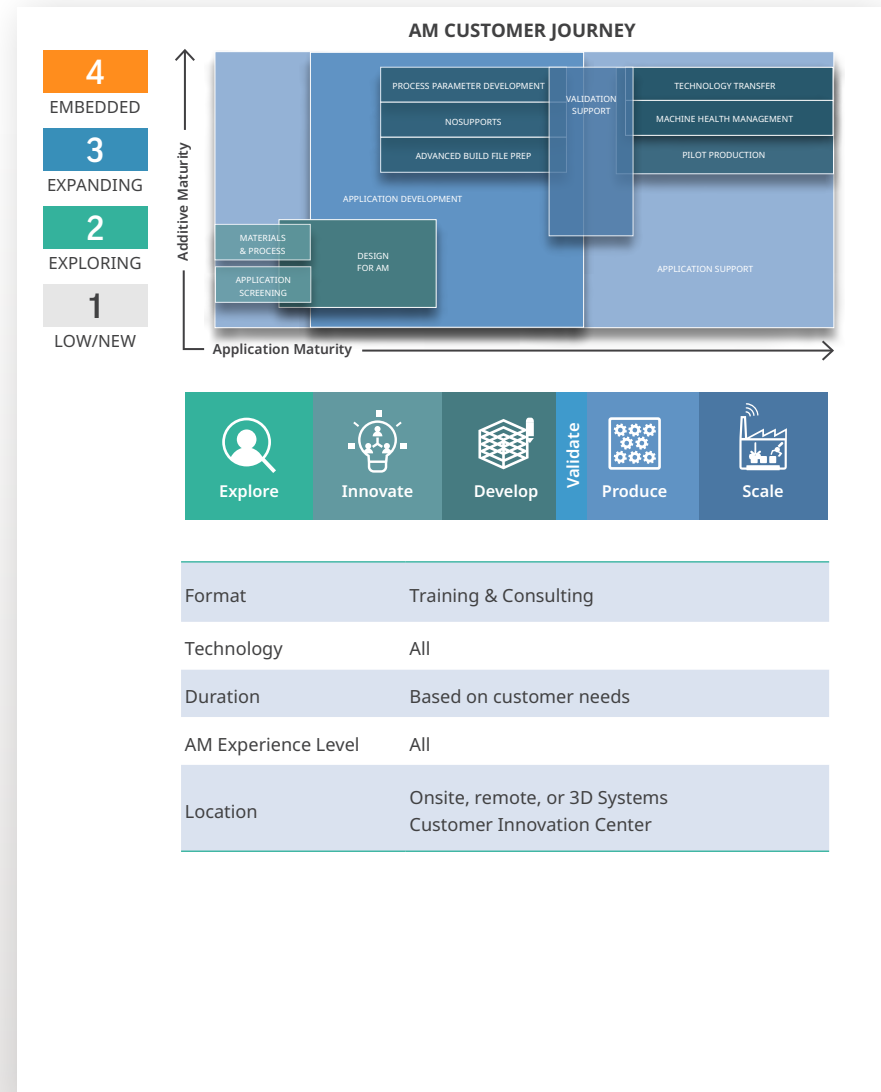 AM CUSTOMER JOURNEY
4
EMBEDDED
3
EXPANDING
2
EXPLORING
1
LOW/NEW
Additive Maturity
PROCESS PARAMETER DEVELOPMENT
NOSUPPORTS
ADVANCED BUILD FILE PREP
VALIDATION
SUPPORT
TECHNOLOGY TRANSFER
MACHINE HEALTH MANAGEMENT
PILOT PRODUCTION
APPLICATION DEVELOPMENT
MATERIALS
& PROCESS
APPLICATION
SCREENING
DESIGN
FOR AM
APPLICATION SUPPORT
Application Maturity
Explore
Innovate
Develop
Validate
Produce
Scale
Format Training & Consulting
Technology All
Duration Based on customer needs
AM Experience Level All
Location Onsite, remote, or 3D Systems
Customer Innovation Center